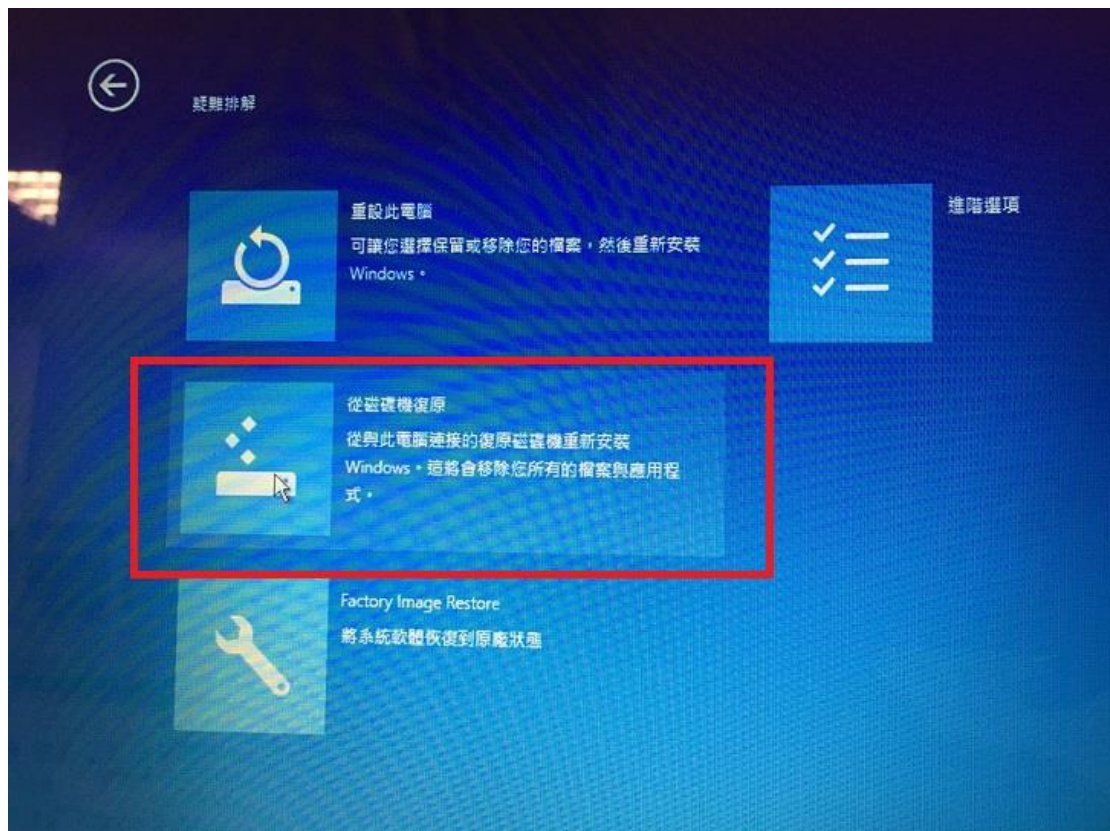 疑難排解
重設此電腦
可讓您選擇保留或移除您的檔案，然後重新安裝
Windows。
進階選項
從磁碟機復原
從與此電腦連接的復原磁碟機重新安裝
Windows。這將會移除您所有的檔案與應用程
式。
Factory Image Restore
將系統軟體恢復到原廠狀態